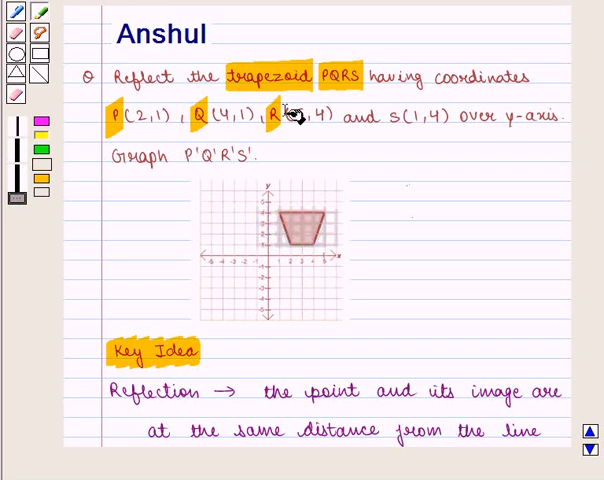 Anshul
Q Reflect the trapezoid PQRS having coordinates
P(2,1), Q(4,1), R ,4) and S(1,4) over y-axis.
Graph P'Q'R'S'.
y
x
Key Idea
Reflection → the point and its image are
at the same distance from the line